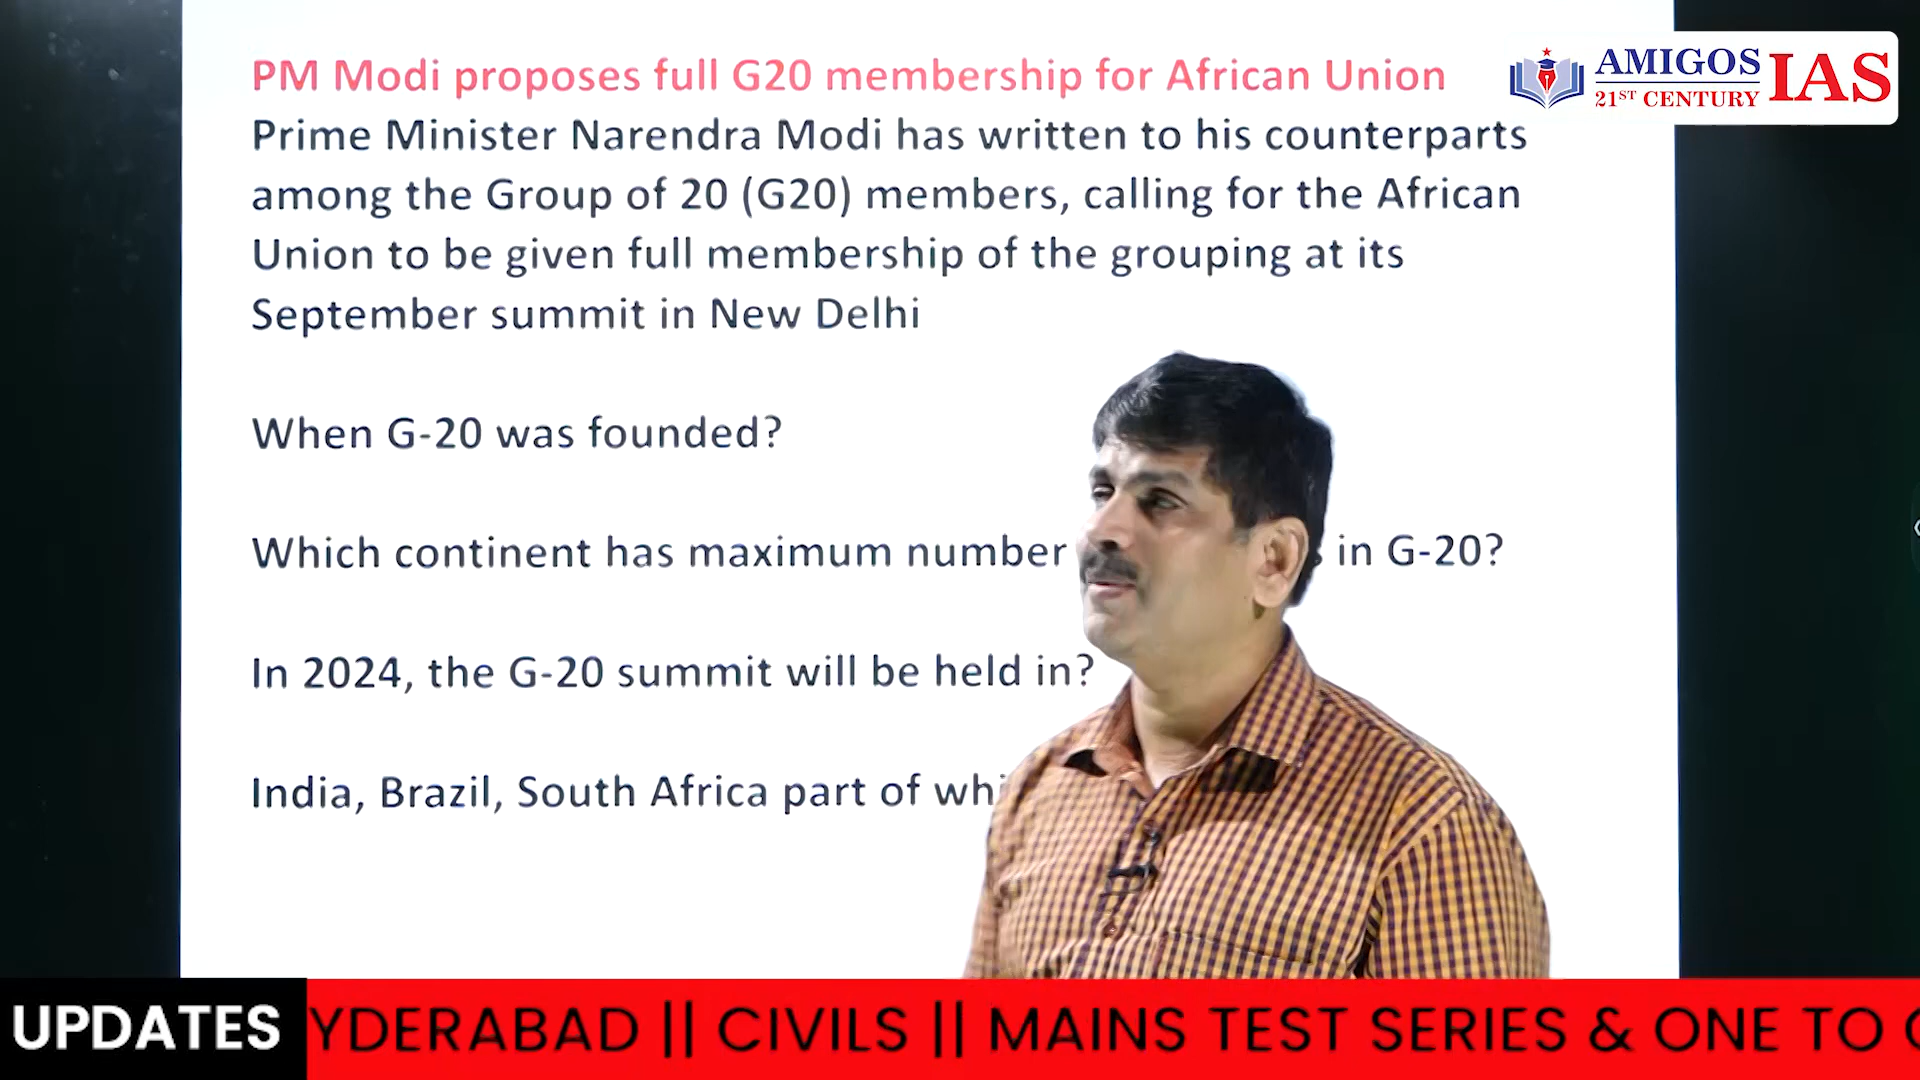 PM Modi proposes full G20 membership for African Union
Prime Minister Narendra Modi has written to his counterparts
among the Group of 20 (G20) members, calling for the African
Union to be given full membership of the grouping at its
September summit in New Delhi
When G-20 was founded?
Which continent has maximum number in G-20?
In 2024, the G-20 summit will be held in?
India, Brazil, South Africa part of
AMIGOS
21ST CENTURY
IAS
UPDATES
YDERABAD || CIVILS || MAINS TEST SERIES & ONE TO